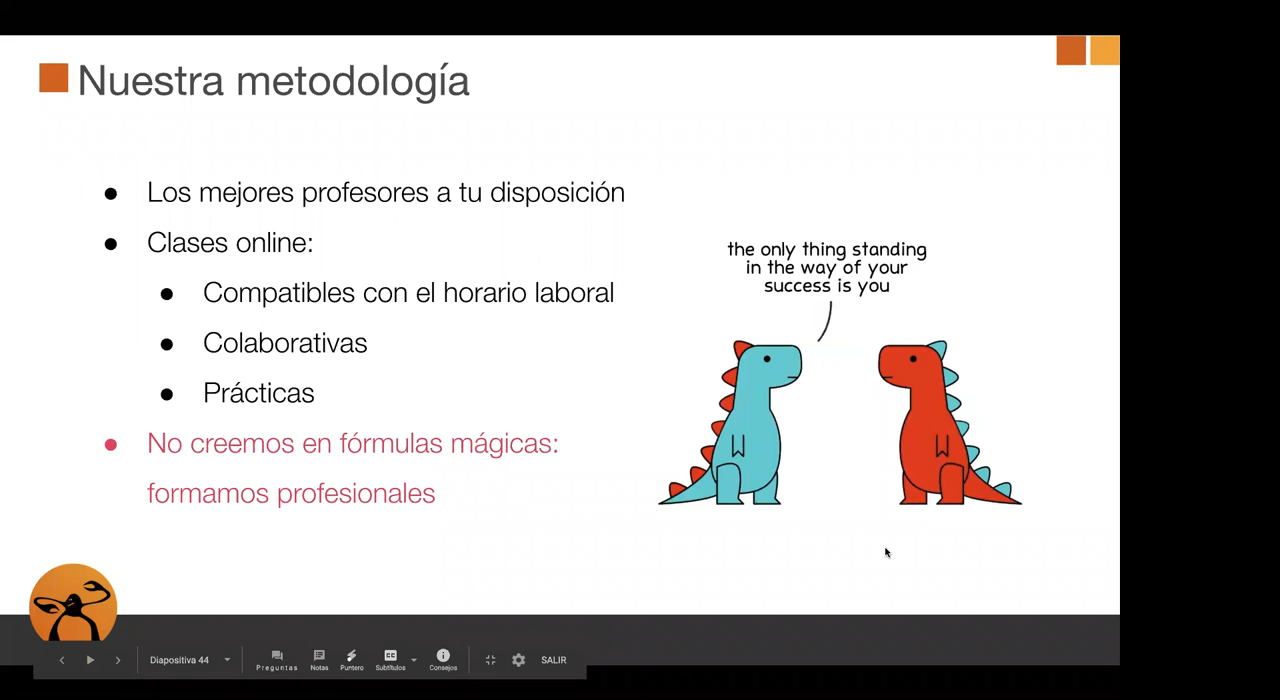 Nuestra metodología
● Los mejores profesores a tu disposición
● Clases online:
● Compatibles con el horario laboral
● Colaborativas
● Prácticas
● No creemos en fórmulas mágicas:
formamos profesionales
the only thing standing
in the way of your
success is you
Diapositiva 44
Preguntas
Notas
Puntero
CC
Subtítulos
Consejos
SALIR